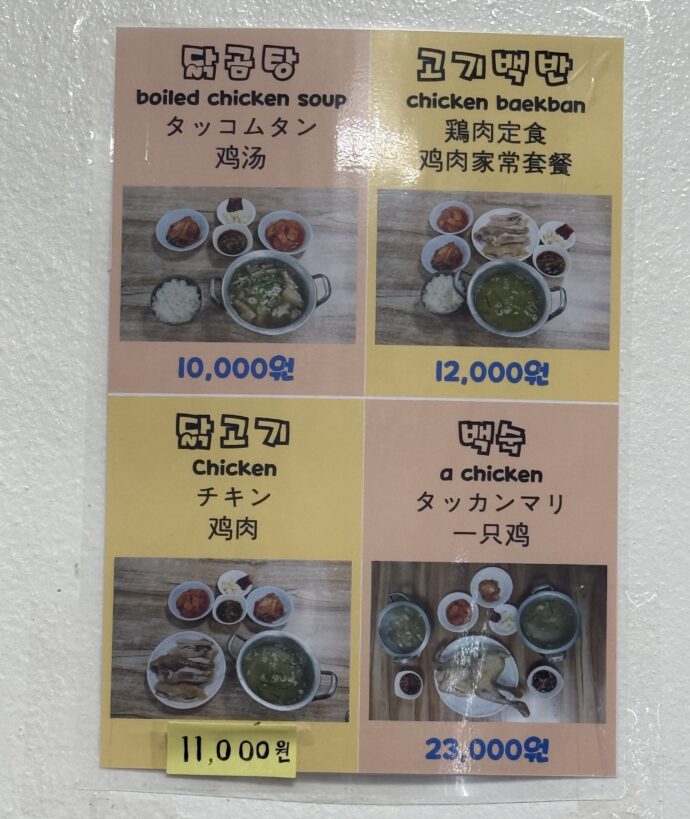 닭곰탕
boiled chicken soup
タッコムタン
鸡汤
10,000원
고기백반
chicken baekban
鶏肉定食
鸡肉家常套餐
12,000원
닭고기
Chicken
チキン
鸡肉
11,000원
백숙
a chicken
タッカンマリ
一只鸡
23,000원